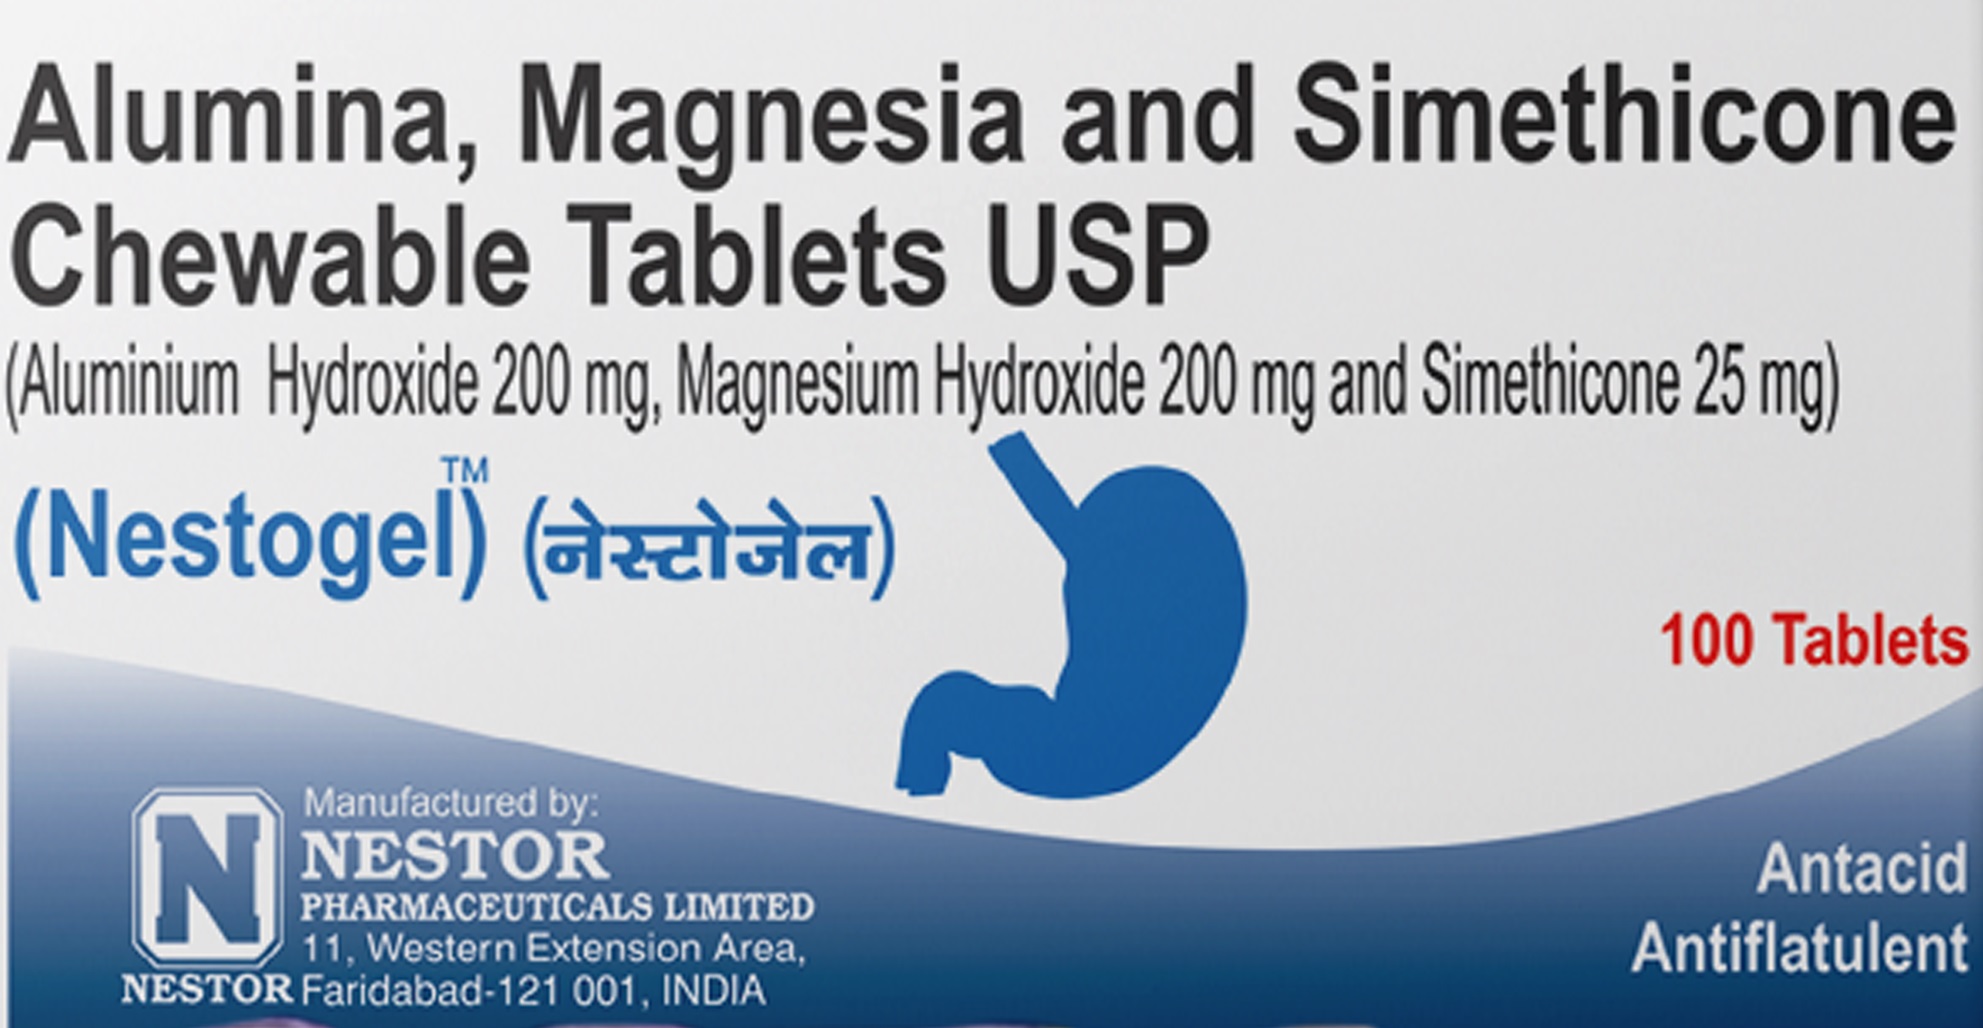 Alumina, Magnesia and Simethicone
Chewable Tablets USP
(Aluminium Hydroxide 200 mg, Magnesium Hydroxide 200 mg and Simethicone 25 mg)
(Nestogel)™ (नेस्टोजेल)
100 Tablets
N
NESTOR
Manufactured by:
NESTOR
PHARMACEUTICALS LIMITED
11, Western Extension Area,
Faridabad-121 001, INDIA
Antacid
Antiflatulent